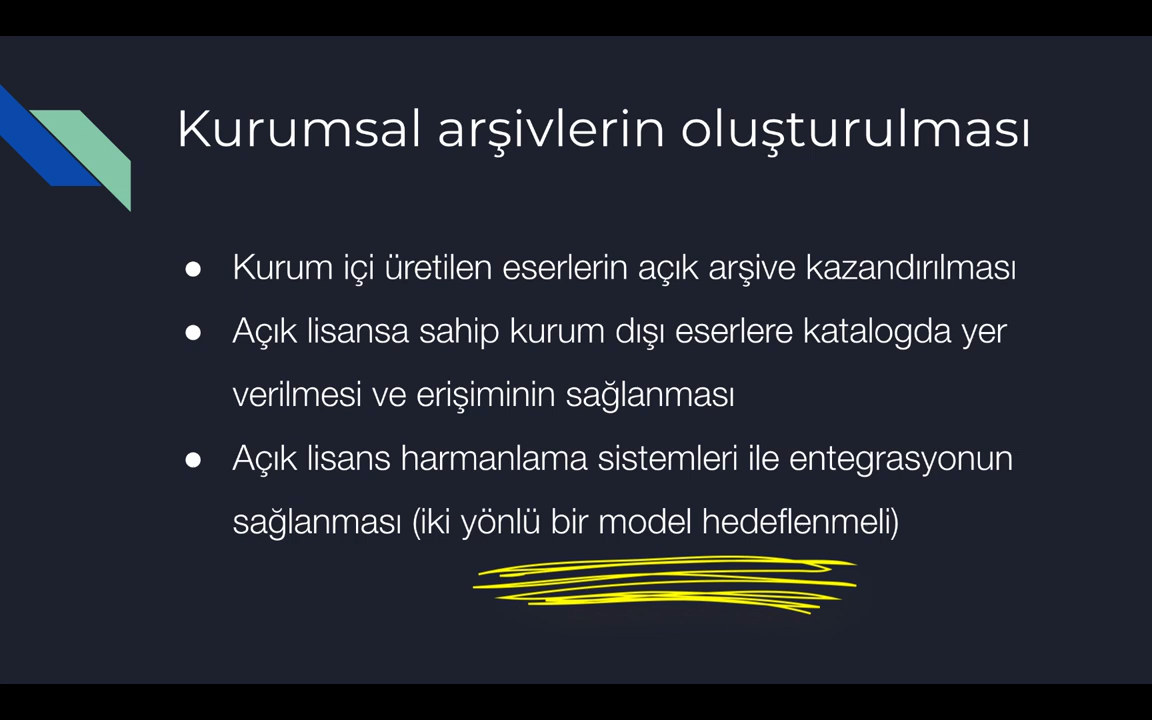 Kurumsal arşivlerin oluşturulması
● Kurum içi üretilen eserlerin açık arşive kazandırılması
● Açık lisansa sahip kurum dışı eserlere katalogda yer
verilmesi ve erişiminin sağlanması
● Açık lisans harmanlama sistemleri ile entegrasyonun
sağlanması (iki yönlü bir model hedeflenmeli)